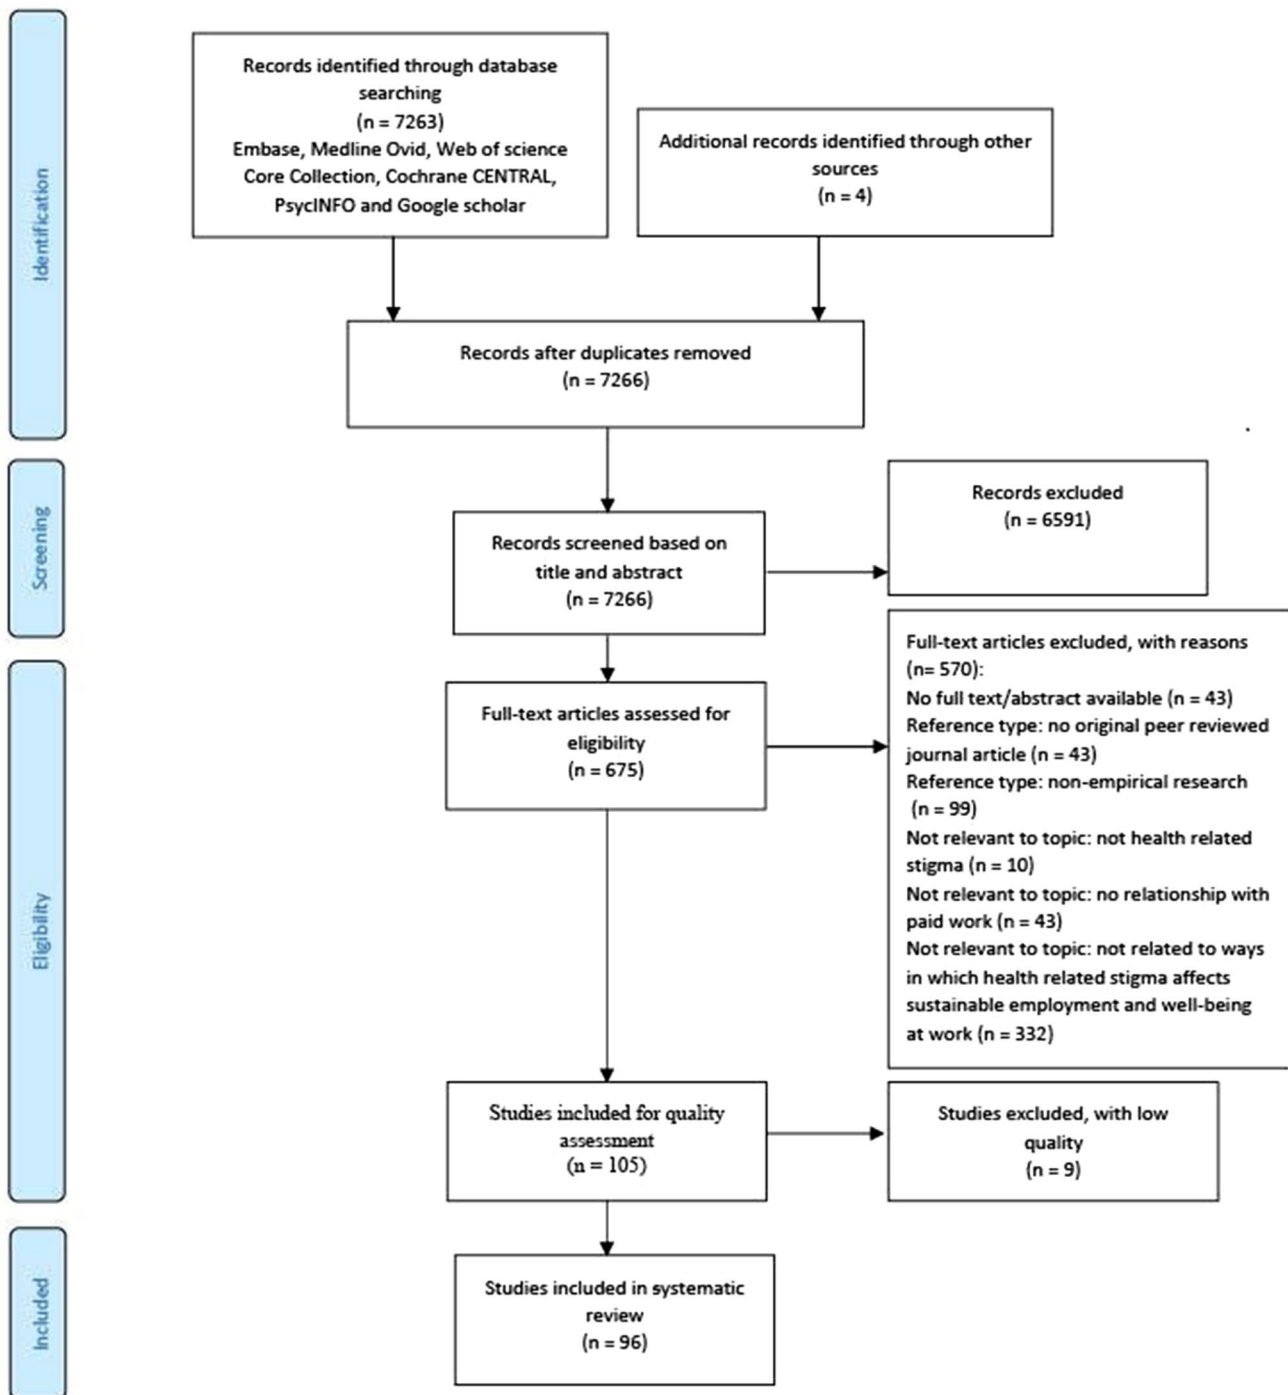 Identification
Records identified through database
searching
(n = 7263)
Embase, Medline Ovid, Web of science
Core Collection, Cochrane CENTRAL,
PsycINFO and Google scholar
Additional records identified through other
sources
(n = 4)
Records after duplicates removed
(n = 7266)
Screening
Records screened based on
title and abstract
(n = 7266)
Records excluded
(n = 6591)
Eligibility
Full-text articles assessed for
eligibility
(n = 675)
Full-text articles excluded, with reasons
(n= 570):
No full text/abstract available (n = 43)
Reference type: no original peer reviewed
journal article (n = 43)
Reference type: non-empirical research
(n = 99)
Not relevant to topic: not health related
stigma (n = 10)
Not relevant to topic: no relationship with
paid work (n = 43)
Not relevant to topic: not related to ways
in which health related stigma affects
sustainable employment and well-being
at work (n = 332)
Studies included for quality
assessment
(n = 105)
Studies excluded, with low
quality
(n = 9)
Included
Studies included in systematic
review
(n = 96)